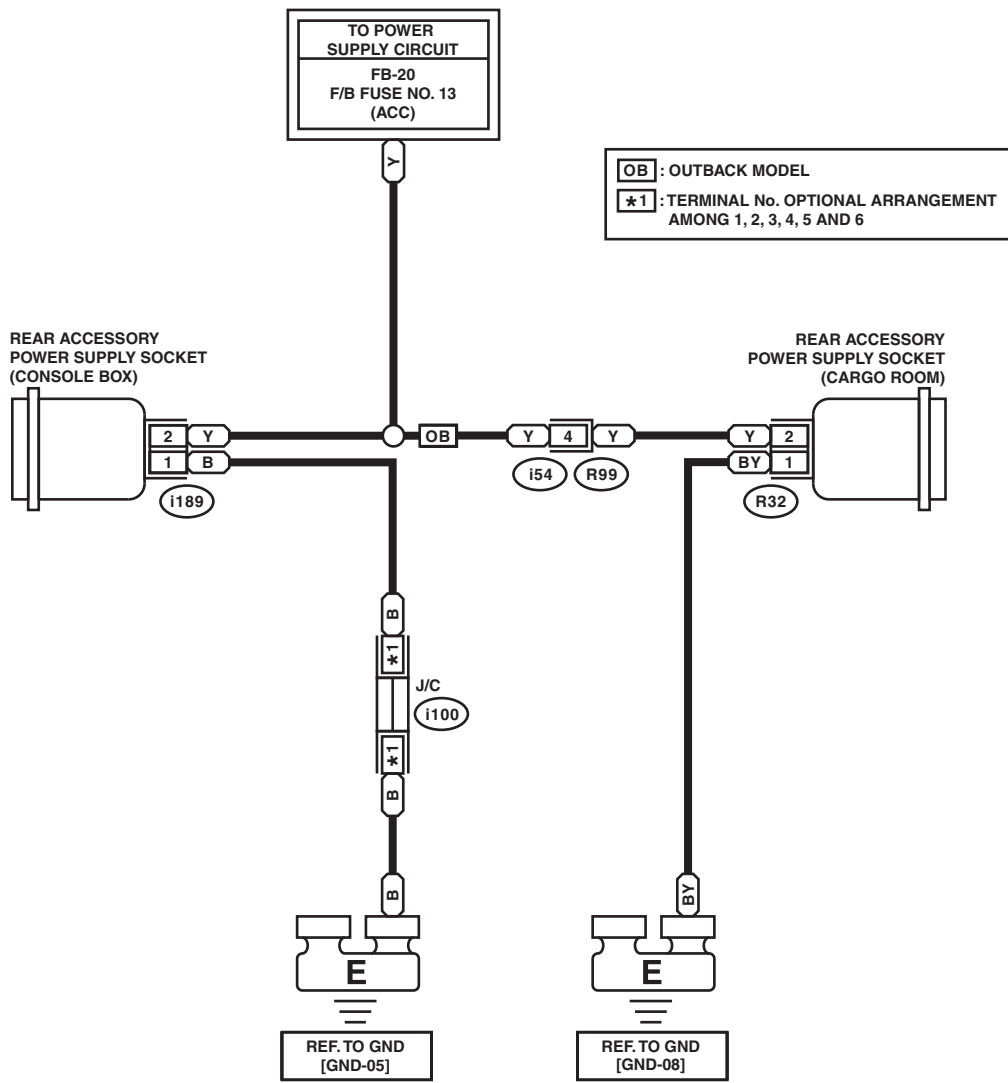 TO POWER
SUPPLY CIRCUIT
FB-20
F/B FUSE NO. 13
(ACC)
Y
OB : OUTBACK MODEL
*1 : TERMINAL No. OPTIONAL ARRANGEMENT
AMONG 1, 2, 3, 4, 5 AND 6
REAR ACCESSORY
POWER SUPPLY SOCKET
(CONSOLE BOX)
REAR ACCESSORY
POWER SUPPLY SOCKET
(CARGO ROOM)
2 Y OB Y 4 Y Y 2
1 B BY 1
i189 i54 R99 R32
B
*1
J/C
i100
*1
B
B BY
E E
REF. TO GND
[GND-05]
REF. TO GND
[GND-08]